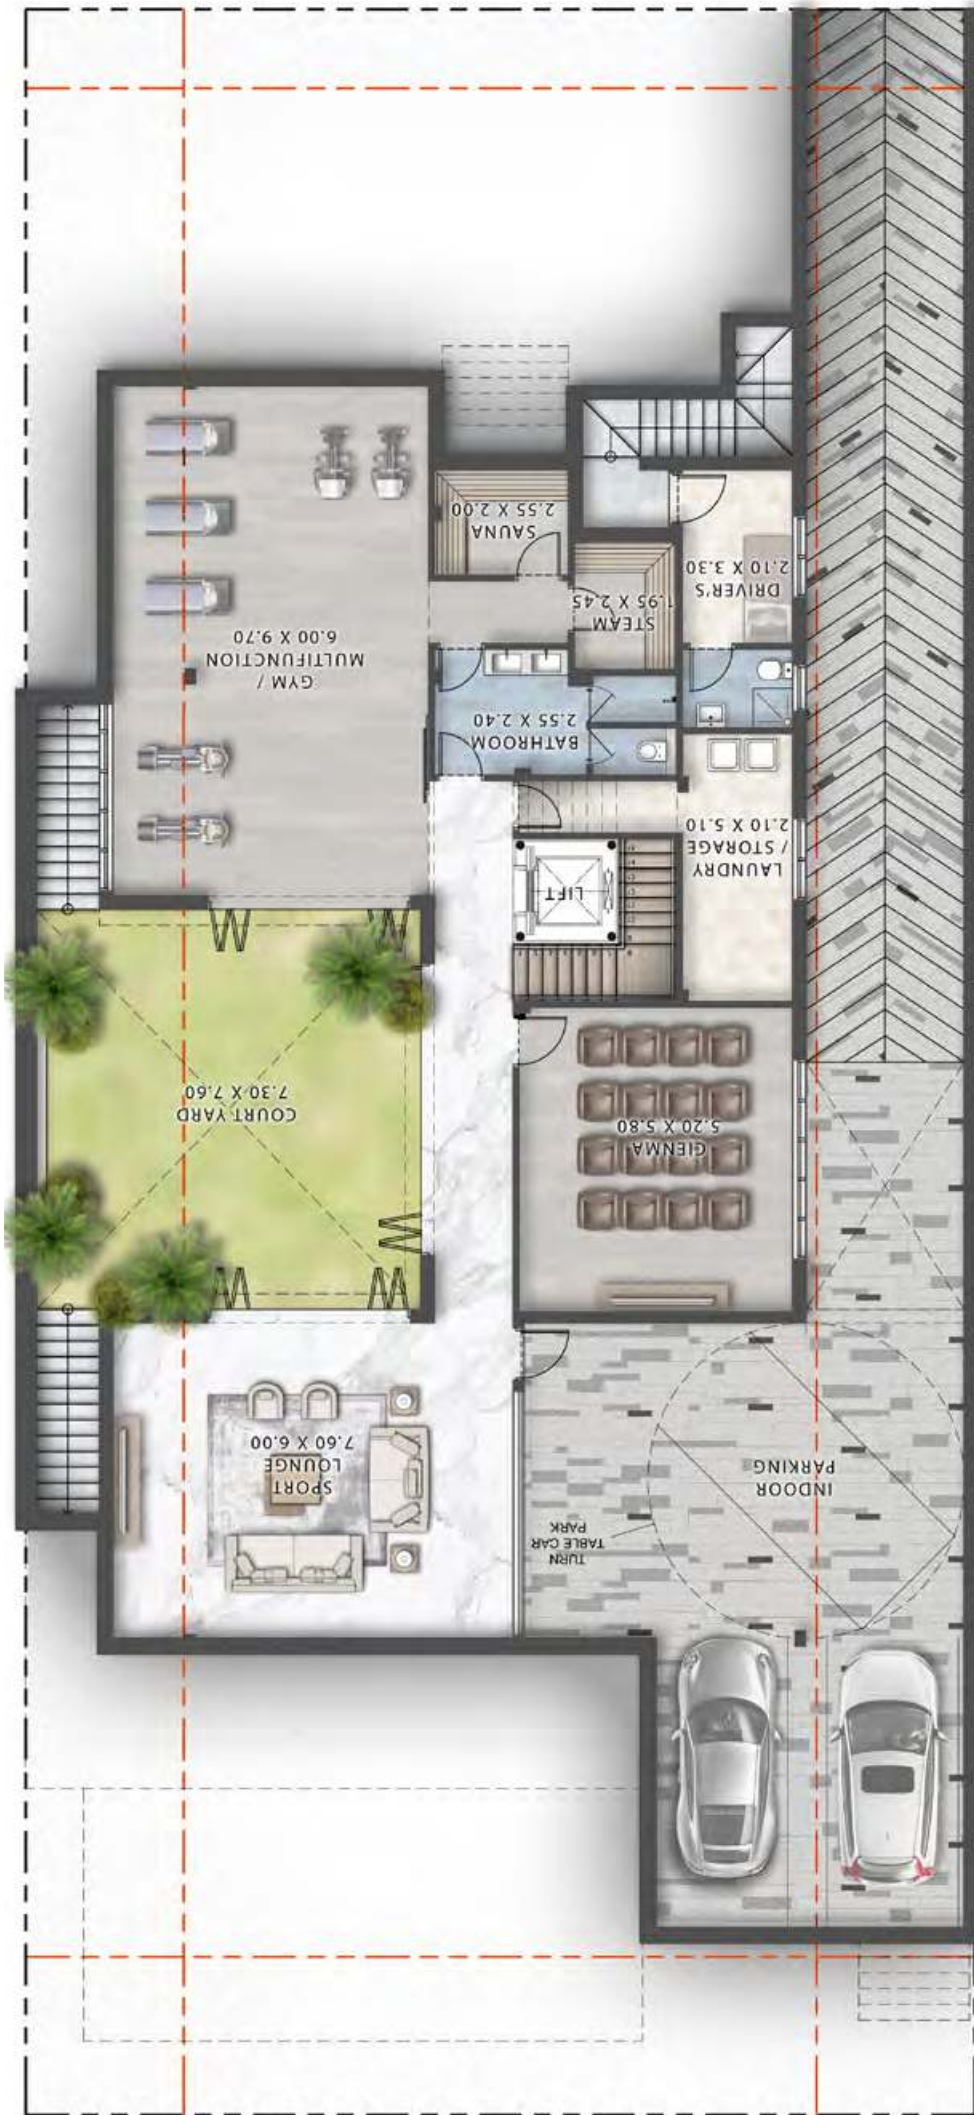 TURN
TABLE CAR
PARK
INDOOR
PARKING
SPORT
LOUNGE
7.60 X 6.00
GIENMA
5.20 X 5.80
COURT YARD
7.30 X 7.60
LAUNDRY
/ STORAGE
2.10 X 5.10
LIFT
BATHROOM
2.55 X 2.40
GYM /
MULTIFUNCTION
6.00 X 9.70
DRIVER'S
2.10 X 3.30
STEAM
1.95 X 2.45
SAUNA
2.55 X 2.00